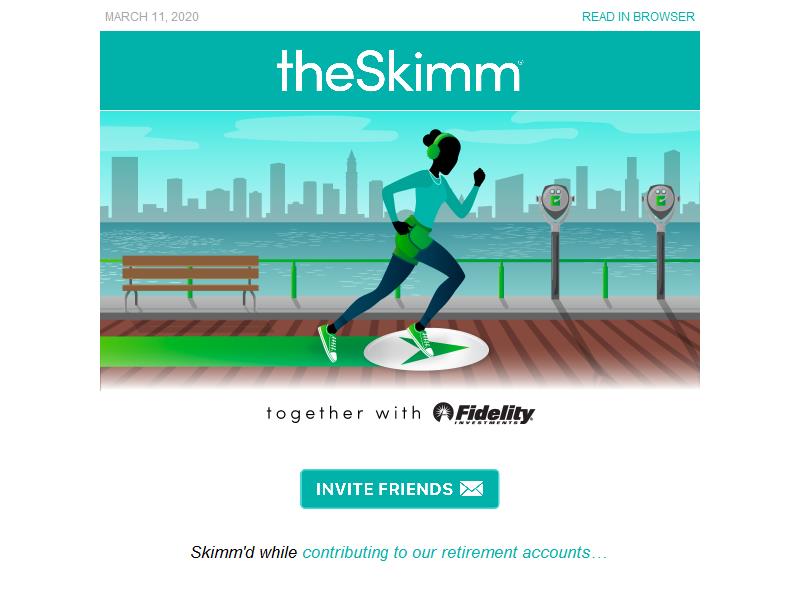 MARCH 11, 2020
READ IN BROWSER
theSkimm®
together with Fidelity
INVESTMENTS
INVITE FRIENDS
Skimm'd while contributing to our retirement accounts…